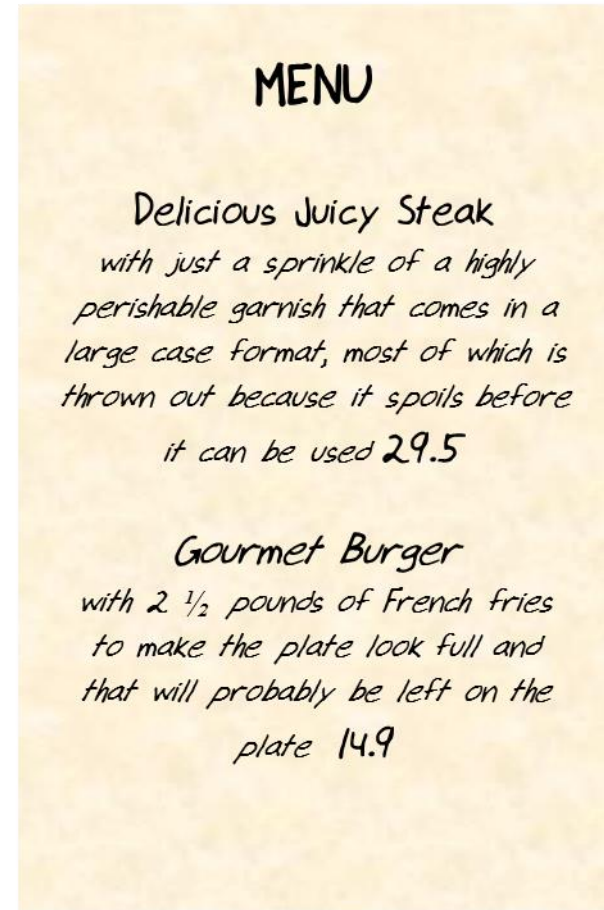 MENU
Delicious Juicy Steak
with just a sprinkle of a highly
perishable garnish that comes in a
large case format, most of which is
thrown out because it spoils before
it can be used 29.5
Gourmet Burger
with 2 ½ pounds of French fries
to make the plate look full and
that will probably be left on the
plate 14.9